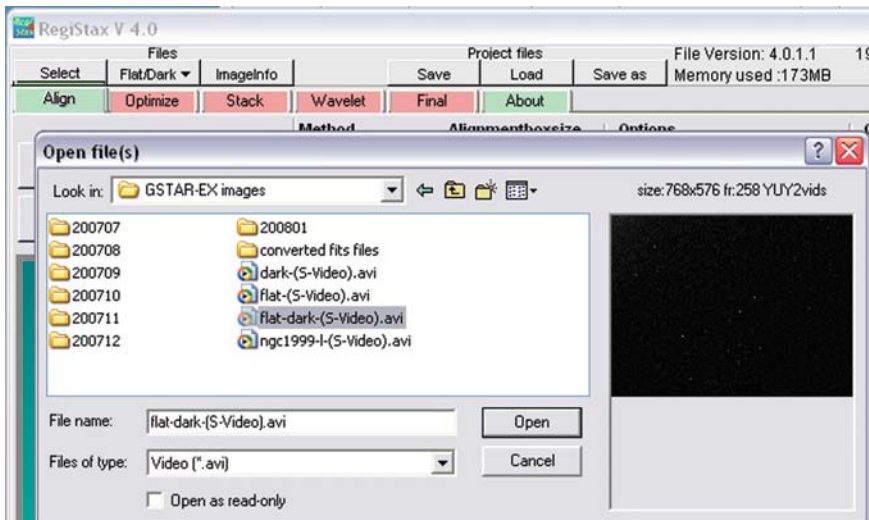 RegiStax V 4.0
Files Project files File Version: 4.0.1.1 19
Select Flat/Dark ImageInfo Save Load Save as Memory used :173MB
Align Optimize Stack Wavelet Final About
Method Alignmentboxsize Options
Open file(s)
Look in: GSTAR-EX images size:768x576 fr:258 YUY2vids
200707 200801
200708 converted fits files
200709 dark-(S-Video).avi
200710 flat-(S-Video).avi
200711 flat-dark-(S-Video).avi
200712 ngc1999-l-(S-Video).avi
File name: flat-dark-(S-Video).avi Open
Files of type: Video (*.avi) Cancel
Open as read-only